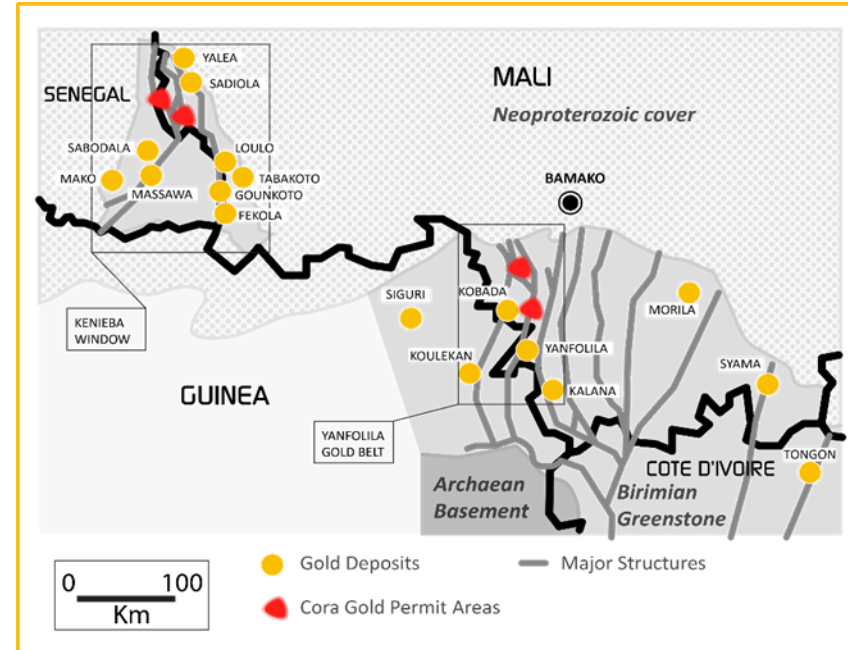 YALEA
SADIOLA
SENEGAL
MALI
Neoproterozoic cover
SABODALA
LOULO
MAKO
TABAKOTO
MASSAWA
GOUNKOTO
FEKOLA
BAMAKO
KENIEBA
WINDOW
SIGURI
KOBADA
MORILA
KOULEKAN
YANFOLILA
SYAMA
KALANA
GUINEA
YANFOLILA
GOLD BELT
TONGON
COTE D'IVOIRE
Archaean
Basement
Birimian
Greenstone
0 100
Km
Gold Deposits
Major Structures
Cora Gold Permit Areas